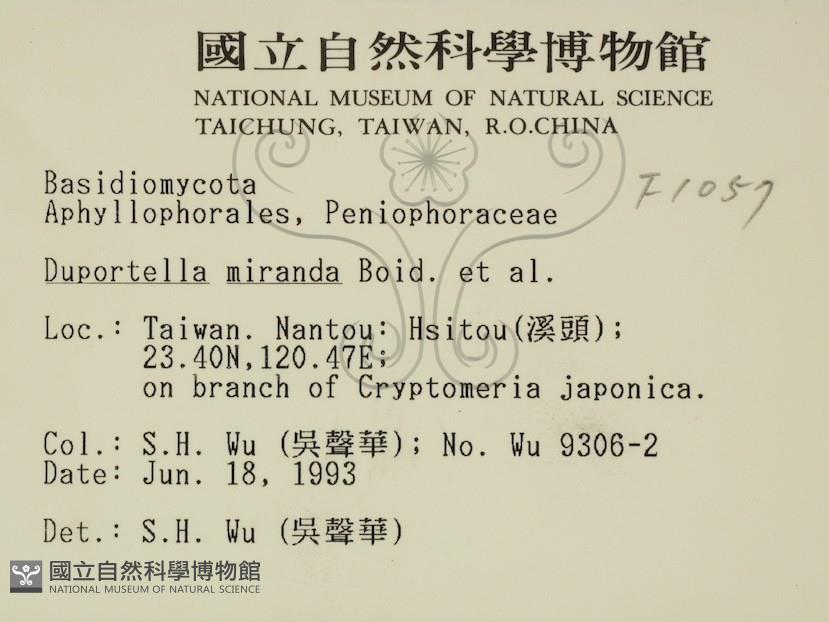 國立自然科學博物館
NATIONAL MUSEUM OF NATURAL SCIENCE
TAICHUNG, TAIWAN, R.O.CHINA
Basidiomycota
F1057
Aphyllophorales, Peniophoraceae
Duportella miranda Boid. et al.
Loc.: Taiwan. Nantou: Hsitou(溪頭);
23.40N,120.47E;
on branch of Cryptomeria japonica.
Col.: S.H. Wu (吳聲華); No. Wu 9306-2
Date: Jun. 18, 1993
Det.: S.H. Wu (吳聲華)
國立自然科學博物館
NATIONAL MUSEUM OF NATURAL SCIENCE